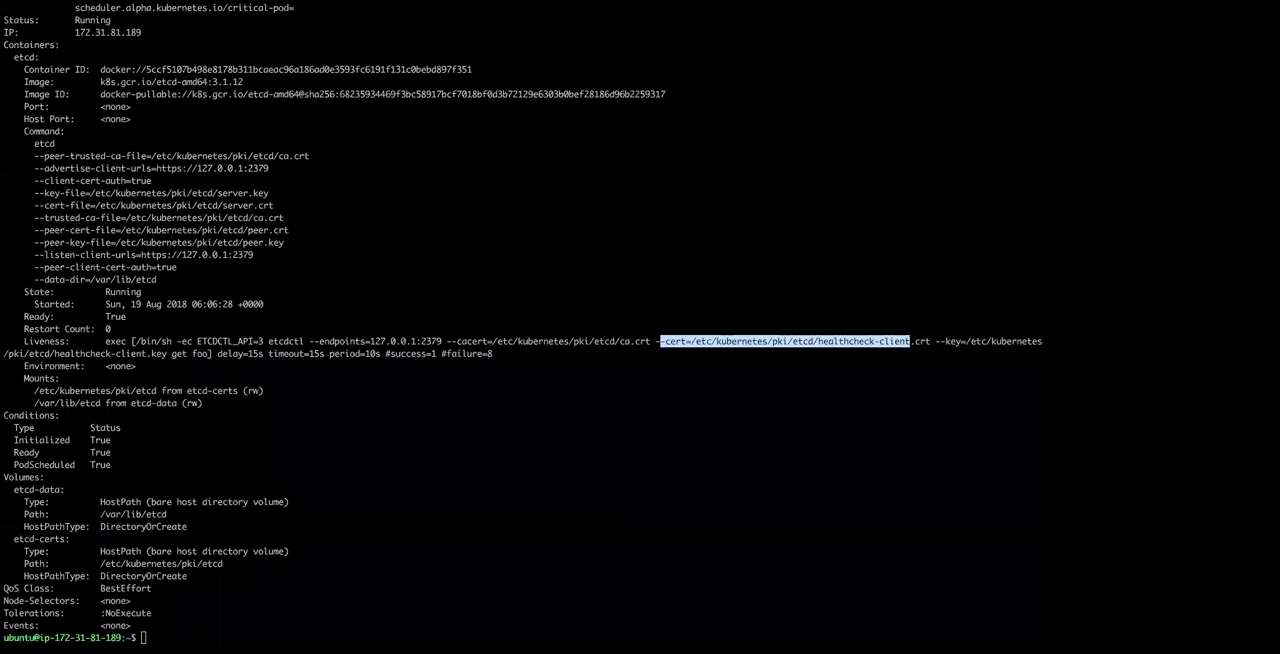 scheduler.alpha.kubernetes.io/critical-pod=
Status: Running
IP: 172.31.81.189
Containers:
etcd:
Container ID: docker://5ccf5107b498e8178b311bcaeac96a186ad0e3593fc6191f131c0bebd897f351
Image: k8s.gcr.io/etcd-amd64:3.1.12
Image ID: docker-pullable://k8s.gcr.io/etcd-amd64@sha256:68235934469f3bc58917bcf7018bf0d3b72129e6303b0bef28186d96b2259317
Port: <none>
Host Port: <none>
Command:
etcd
--peer-trusted-ca-file=/etc/kubernetes/pki/etcd/ca.crt
--advertise-client-urls=https://127.0.0.1:2379
--client-cert-auth=true
--key-file=/etc/kubernetes/pki/etcd/server.key
--cert-file=/etc/kubernetes/pki/etcd/server.crt
--trusted-ca-file=/etc/kubernetes/pki/etcd/ca.crt
--peer-cert-file=/etc/kubernetes/pki/etcd/peer.crt
--peer-key-file=/etc/kubernetes/pki/etcd/peer.key
--listen-client-urls=https://127.0.0.1:2379
--peer-client-cert-auth=true
--data-dir=/var/lib/etcd
State: Running
Started: Sun, 19 Aug 2018 06:06:28 +0000
Ready: True
Restart Count: 0
Liveness: exec [/bin/sh -ec ETCDCTL_API=3 etcdctl --endpoints=127.0.0.1:2379 --cacert=/etc/kubernetes/pki/etcd/ca.crt --cert=/etc/kubernetes/pki/etcd/healthcheck-client.crt --key=/etc/kubernetes
/pki/etcd/healthcheck-client.key get foo] delay=15s timeout=15s period=10s #success=1 #failure=8
Environment: <none>
Mounts:
/etc/kubernetes/pki/etcd from etcd-certs (rw)
/var/lib/etcd from etcd-data (rw)
Conditions:
Type Status
Initialized True
Ready True
PodScheduled True
Volumes:
etcd-data:
Type: HostPath (bare host directory volume)
Path: /var/lib/etcd
HostPathType: DirectoryOrCreate
etcd-certs:
Type: HostPath (bare host directory volume)
Path: /etc/kubernetes/pki/etcd
HostPathType: DirectoryOrCreate
QoS Class: BestEffort
Node-Selectors: <none>
Tolerations: :NoExecute
Events: <none>
ubuntu@ip-172-31-81-189:~$